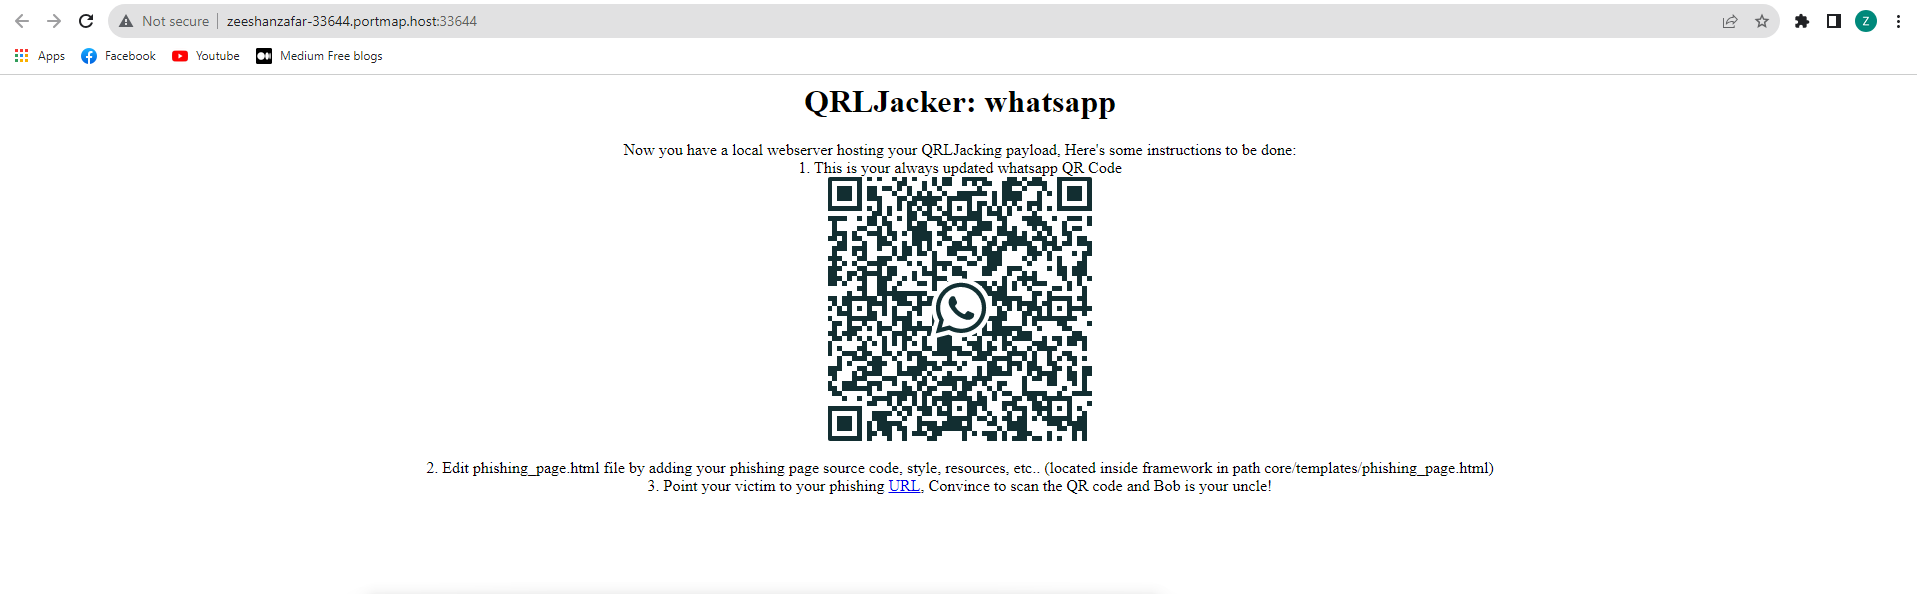 Not secure zeeshanzafar-33644.portmap.host:33644 Z
Apps Facebook Youtube Medium Free blogs
QRLJacker: whatsapp
Now you have a local webserver hosting your QRLJacking payload, Here's some instructions to be done:
1. This is your always updated whatsapp QR Code
2. Edit phishing_page.html file by adding your phishing page source code, style, resources, etc.. (located inside framework in path core/templates/phishing_page.html)
3. Point your victim to your phishing URL, Convince to scan the QR code and Bob is your uncle!